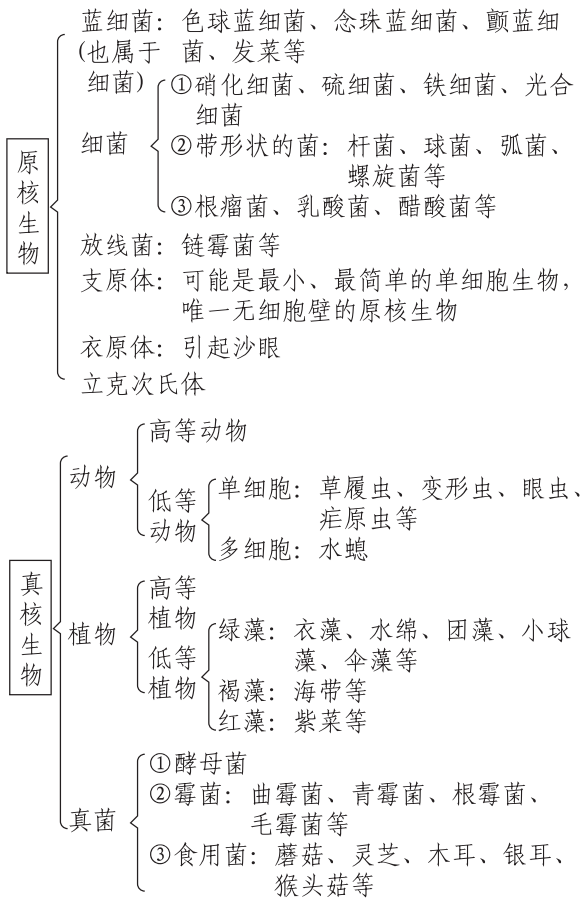 原核生物
蓝细菌：色球蓝细菌、念珠蓝细菌、颤蓝细
(也属于 菌、发菜等
细菌)
细菌
①硝化细菌、硫细菌、铁细菌、光合
细菌
②带形状的菌：杆菌、球菌、弧菌、
螺旋菌等
③根瘤菌、乳酸菌、醋酸菌等
放线菌：链霉菌等
支原体：可能是最小、最简单的单细胞生物，
唯一无细胞壁的原核生物
衣原体：引起沙眼
立克次氏体
真核生物
动物
高等动物
低等
动物
单细胞：草履虫、变形虫、眼虫、
疟原虫等
多细胞：水螅
植物
高等
植物
低等
植物
绿藻：衣藻、水绵、团藻、小球
藻、伞藻等
褐藻：海带等
红藻：紫菜等
真菌
①酵母菌
②霉菌：曲霉菌、青霉菌、根霉菌、
毛霉菌等
③食用菌：蘑菇、灵芝、木耳、银耳、
猴头菇等